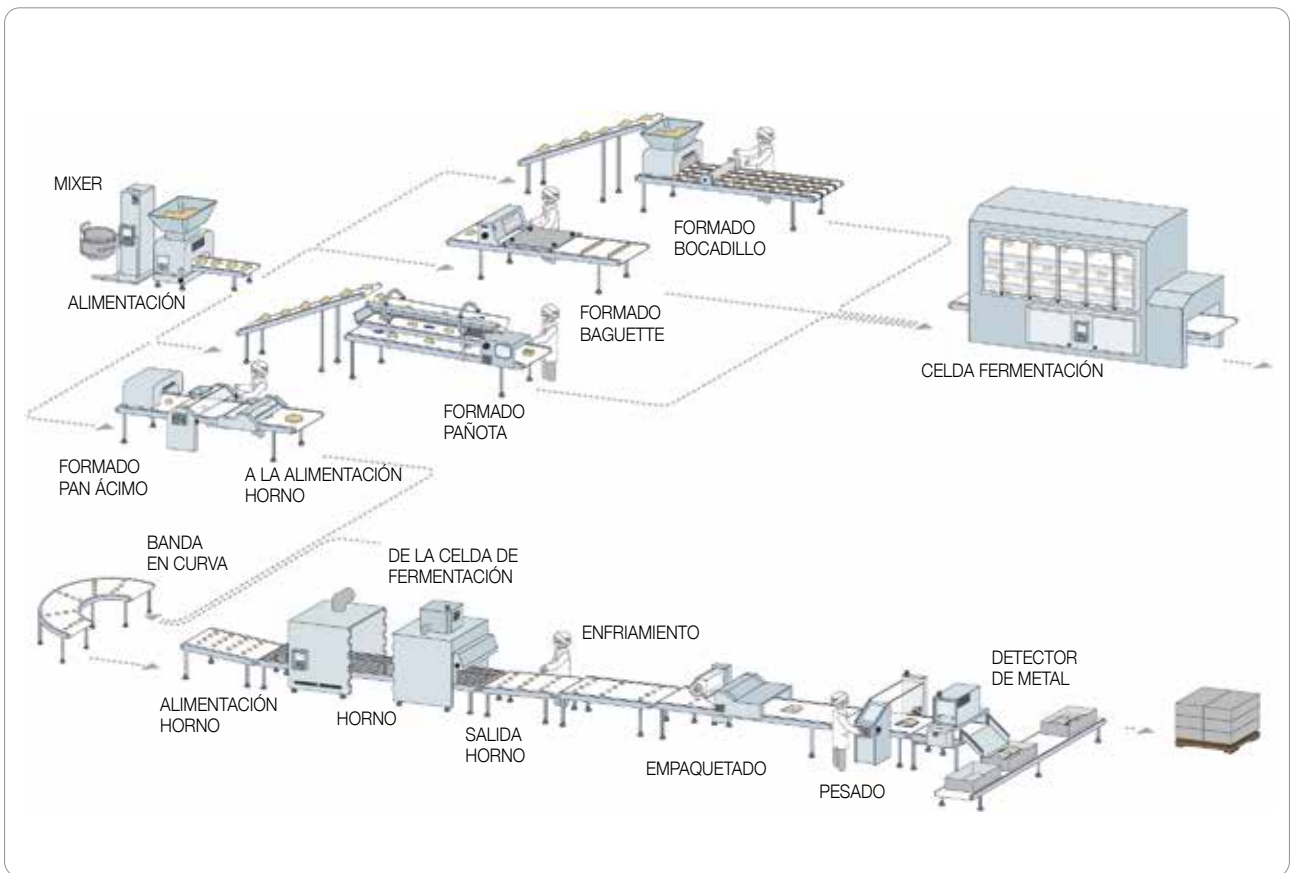 MIXER
ALIMENTACIÓN
FORMADO
BOCADILLO
FORMADO
BAGUETTE
CELDA FERMENTACIÓN
FORMADO
PAÑOTA
FORMADO
PAN ÁCIMO
A LA ALIMENTACIÓN
HORNO
BANDA
EN CURVA
DE LA CELDA DE
FERMENTACIÓN
ENFRIAMIENTO
DETECTOR
DE METAL
ALIMENTACIÓN
HORNO
HORNO
SALIDA
HORNO
EMPAQUETADO
PESADO